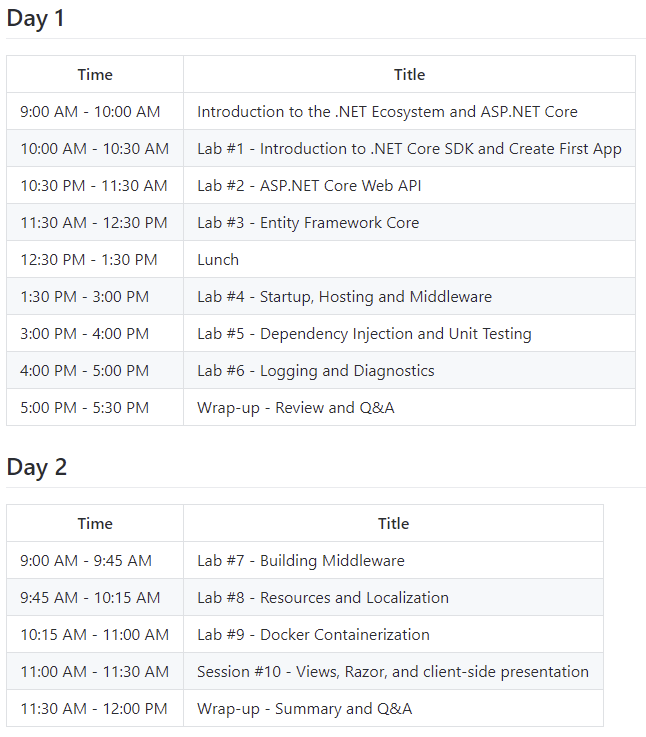 Day 1
Time Title
9:00 AM - 10:00 AM Introduction to the .NET Ecosystem and ASP.NET Core
10:00 AM - 10:30 AM Lab #1 - Introduction to .NET Core SDK and Create First App
10:30 PM - 11:30 AM Lab #2 - ASP.NET Core Web API
11:30 AM - 12:30 PM Lab #3 - Entity Framework Core
12:30 PM - 1:30 PM Lunch
1:30 PM - 3:00 PM Lab #4 - Startup, Hosting and Middleware
3:00 PM - 4:00 PM Lab #5 - Dependency Injection and Unit Testing
4:00 PM - 5:00 PM Lab #6 - Logging and Diagnostics
5:00 PM - 5:30 PM Wrap-up - Review and Q&A
Day 2
Time Title
9:00 AM - 9:45 AM Lab #7 - Building Middleware
9:45 AM - 10:15 AM Lab #8 - Resources and Localization
10:15 AM - 11:00 AM Lab #9 - Docker Containerization
11:00 AM - 11:30 AM Session #10 - Views, Razor, and client-side presentation
11:30 AM - 12:00 PM Wrap-up - Summary and Q&A